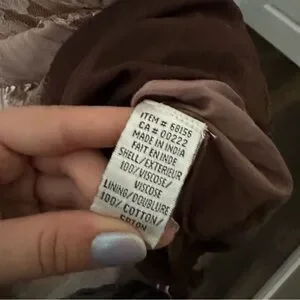 ITEM # 68156
CA # 00222
MADE IN INDIA
FAIT EN INDE
SHELL/EXTERIEUR
100/VISCOSE/
VISCOSE
LINING/DOUBLURE
100/COTTON/
COTON